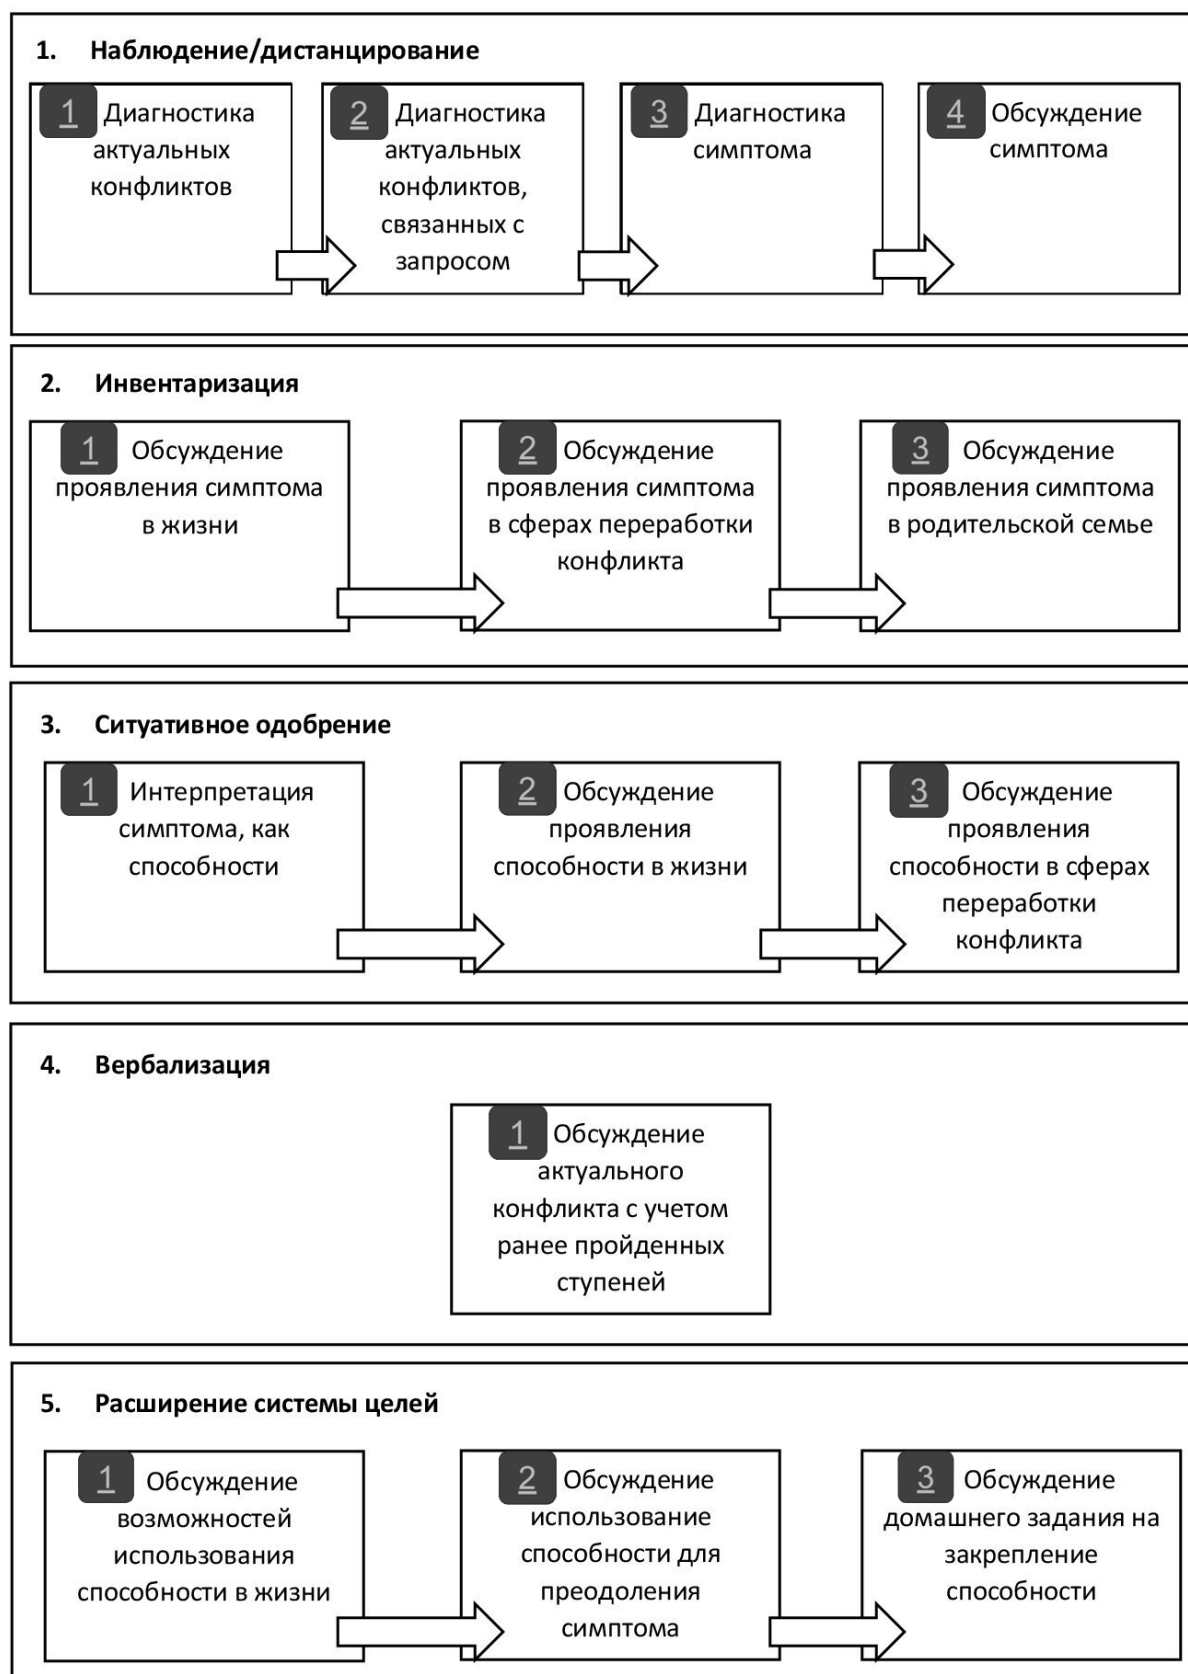 1. Наблюдение/дистанцирование
1 Диагностика
актуальных
конфликтов
2 Диагностика
актуальных
конфликтов,
связанных с
запросом
3 Диагностика
симптома
4 Обсуждение
симптома
2. Инвентаризация
1 Обсуждение
проявления симптома
в жизни
2 Обсуждение
проявления симптома
в сферах переработки
конфликта
3 Обсуждение
проявления симптома
в родительской семье
3. Ситуативное одобрение
1 Интерпретация
симптома, как
способности
2 Обсуждение
проявления
способности в жизни
3 Обсуждение
проявления
способности в сферах
переработки
конфликта
4. Вербализация
1 Обсуждение
актуального
конфликта с учетом
ранее пройденных
ступеней
5. Расширение системы целей
1 Обсуждение
возможностей
использования
способности в жизни
2 Обсуждение
использование
способности для
преодоления
симптома
3 Обсуждение
домашнего задания на
закрепление
способности